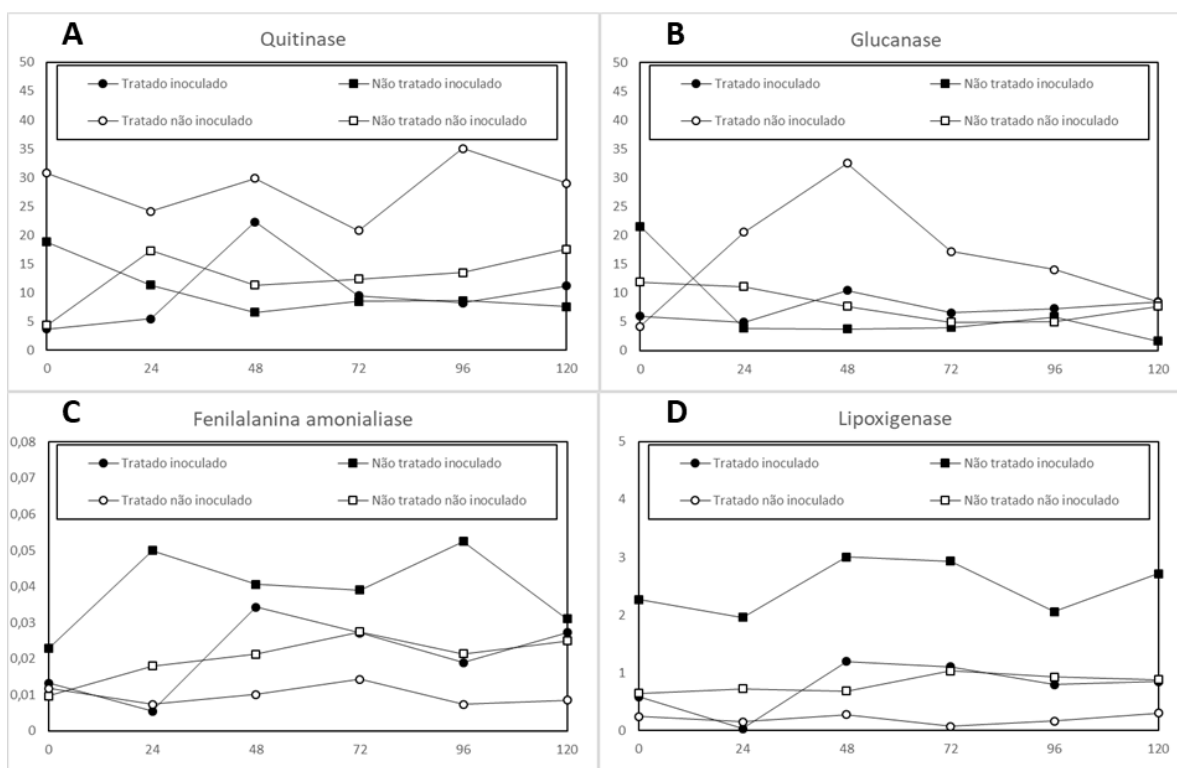 A
Quitinase
50
45
40
35
30
25
20
15
10
5
0
Tratado inoculado
Não tratado inoculado
Tratado não inoculado
Não tratado não inoculado
0 24 48 72 96 120
B
Glucanase
50
45
40
35
30
25
20
15
10
5
0
Tratado inoculado
Não tratado inoculado
Tratado não inoculado
Não tratado não inoculado
0 24 48 72 96 120
C
Fenilalanina amonialiase
0,08
0,07
0,06
0,05
0,04
0,03
0,02
0,01
0
Tratado inoculado
Não tratado inoculado
Tratado não inoculado
Não tratado não inoculado
0 24 48 72 96 120
D
Lipoxigenase
5
4
3
2
1
0
Tratado inoculado
Não tratado inoculado
Tratado não inoculado
Não tratado não inoculado
0 24 48 72 96 120